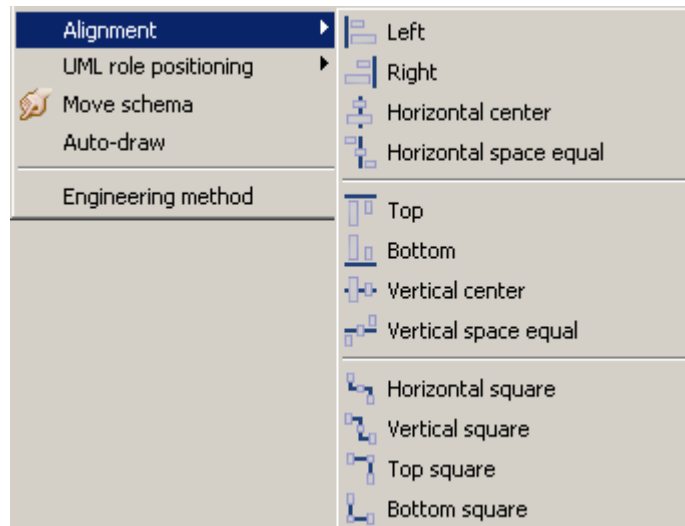 Alignment
UML role positioning
Move schema
Auto-draw
Engineering method
Left
Right
Horizontal center
Horizontal space equal
Top
Bottom
Vertical center
Vertical space equal
Horizontal square
Vertical square
Top square
Bottom square